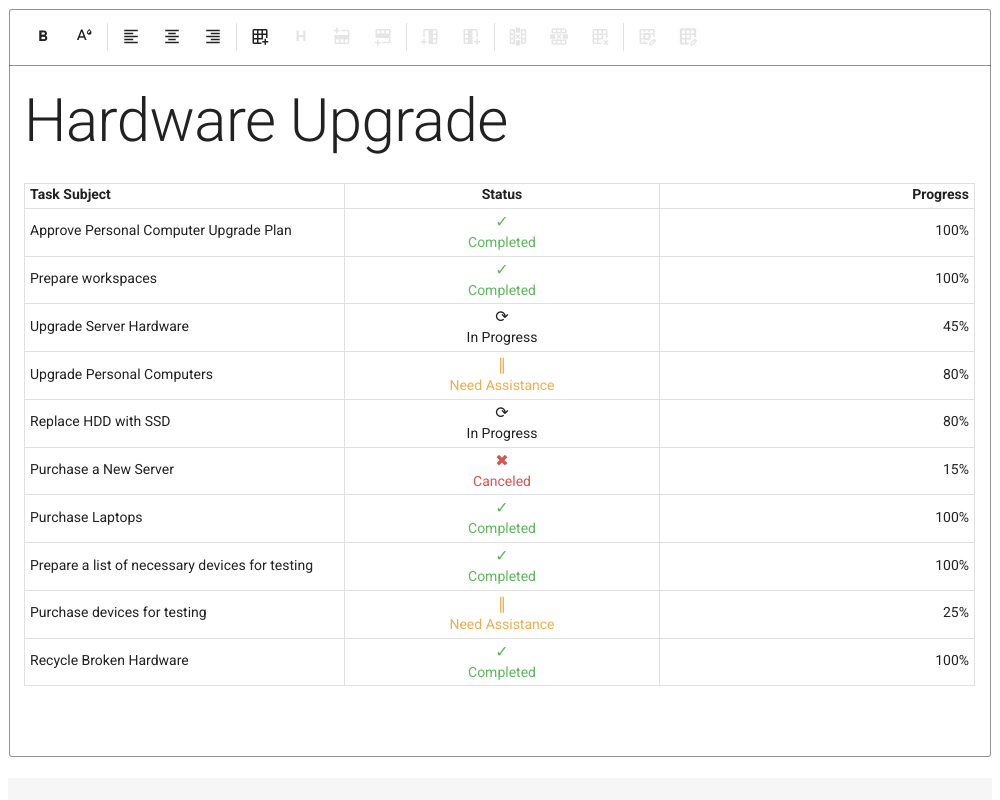 B A H
Hardware Upgrade
Task Subject Status Progress
✓
Approve Personal Computer Upgrade Plan 100%
Completed
✓
Prepare workspaces 100%
Completed
⟳
Upgrade Server Hardware 45%
In Progress
‖
Upgrade Personal Computers 80%
Need Assistance
⟳
Replace HDD with SSD 80%
In Progress
✖
Purchase a New Server 15%
Canceled
✓
Purchase Laptops 100%
Completed
✓
Prepare a list of necessary devices for testing 100%
Completed
‖
Purchase devices for testing 25%
Need Assistance
✓
Recycle Broken Hardware 100%
Completed